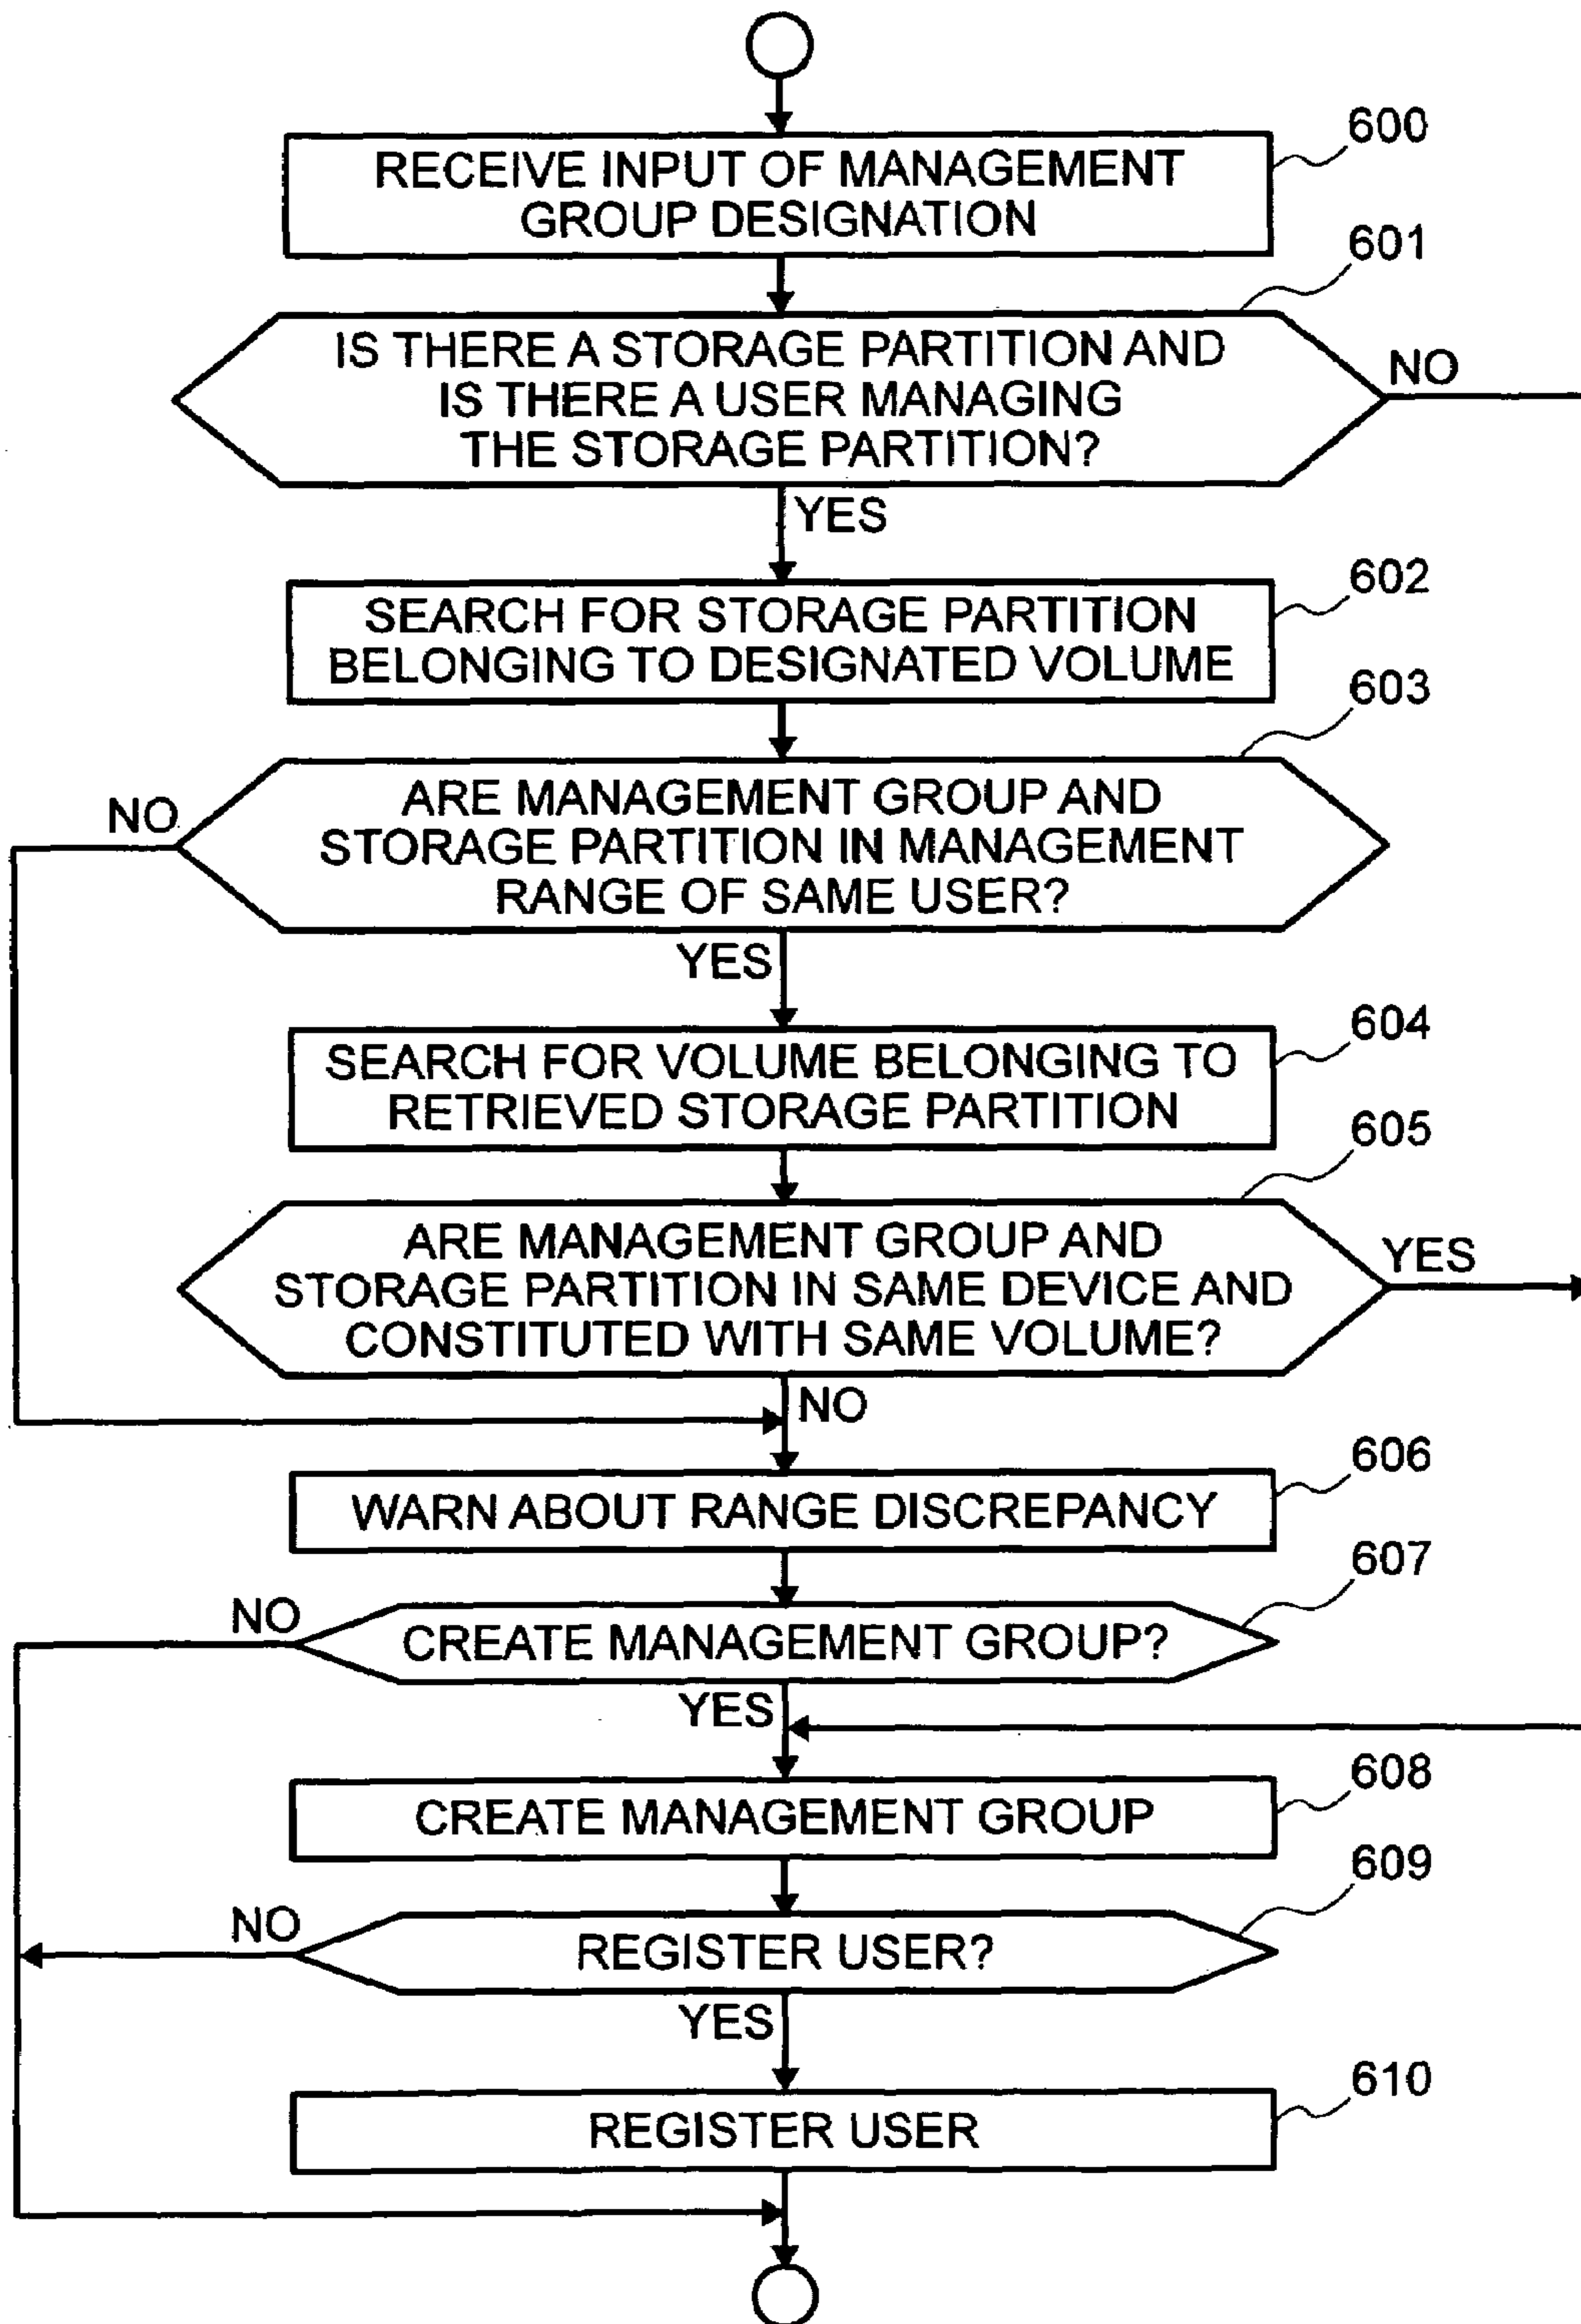 600
RECEIVE INPUT OF MANAGEMENT
GROUP DESIGNATION
601
IS THERE A STORAGE PARTITION AND
IS THERE A USER MANAGING
THE STORAGE PARTITION?
NO
YES
602
SEARCH FOR STORAGE PARTITION
BELONGING TO DESIGNATED VOLUME
603
NO
ARE MANAGEMENT GROUP AND
STORAGE PARTITION IN MANAGEMENT
RANGE OF SAME USER?
YES
604
SEARCH FOR VOLUME BELONGING TO
RETRIEVED STORAGE PARTITION
605
ARE MANAGEMENT GROUP AND
STORAGE PARTITION IN SAME DEVICE AND
CONSTITUTED WITH SAME VOLUME?
YES
NO
606
WARN ABOUT RANGE DISCREPANCY
607
NO
CREATE MANAGEMENT GROUP?
YES
608
CREATE MANAGEMENT GROUP
609
NO
REGISTER USER?
YES
610
REGISTER USER